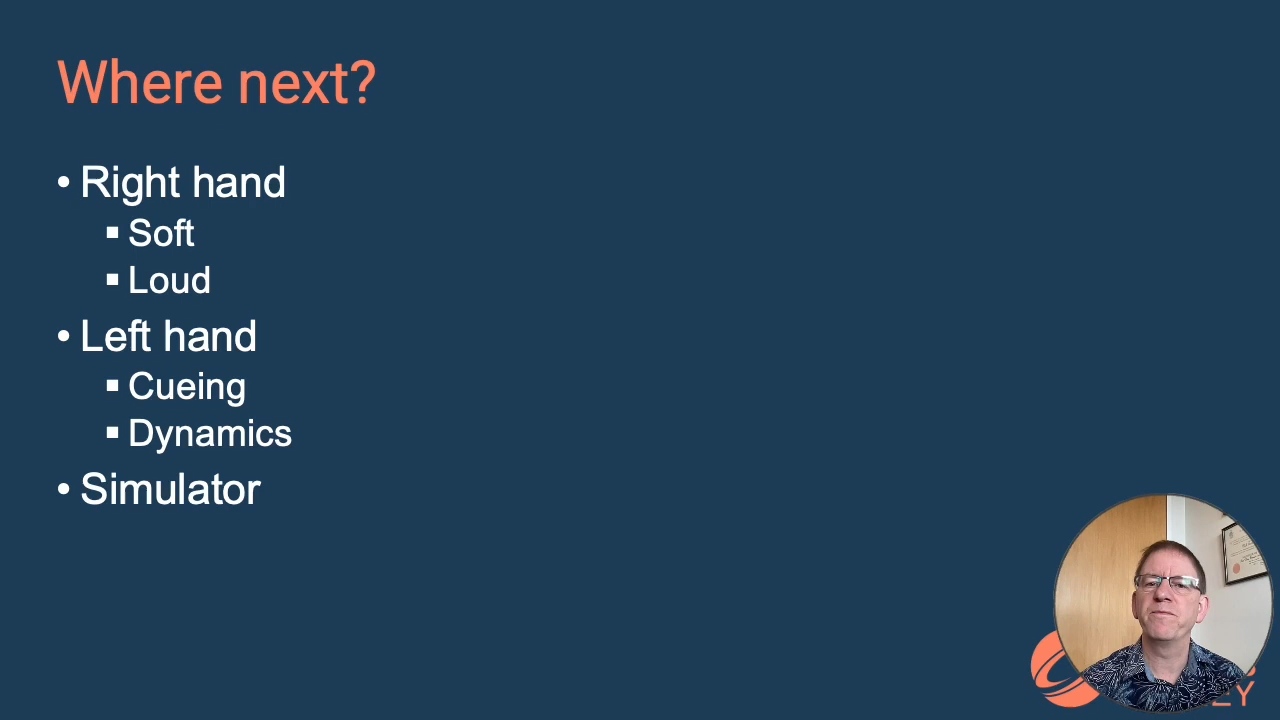 Where next?
• Right hand
▪ Soft
▪ Loud
• Left hand
▪ Cueing
▪ Dynamics
• Simulator